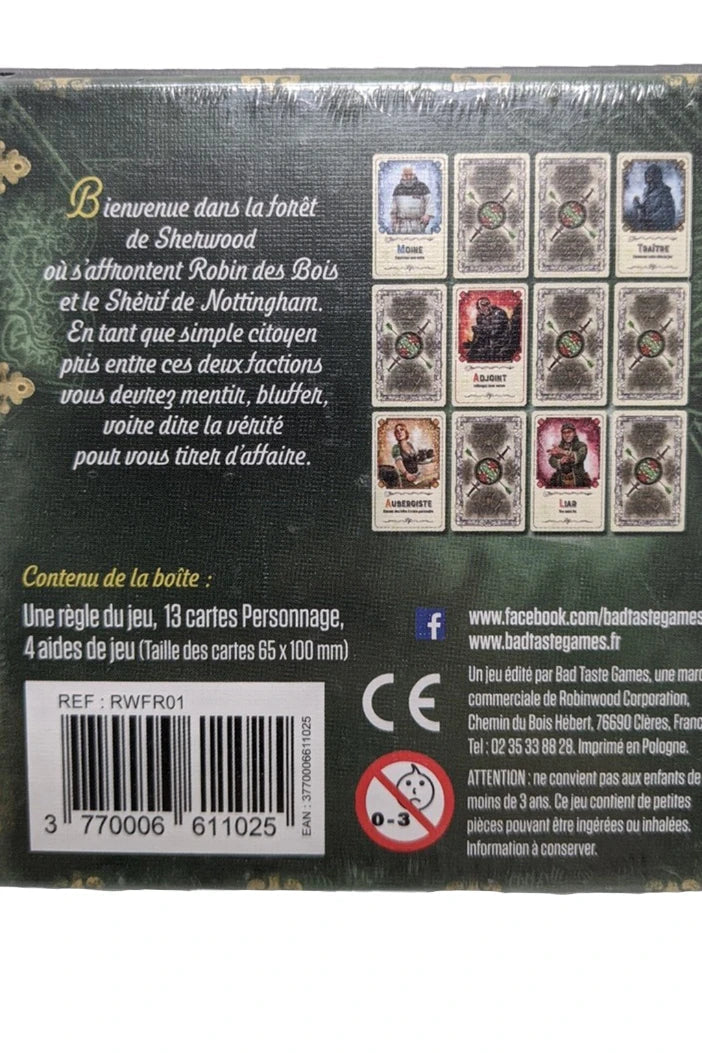 Bienvenue dans la forêt
de Sherwood
où s'affrontent Robin des Bois
et le Shérif de Nottingham.
En tant que simple citoyen
pris entre ces deux factions
vous devrez mentir, bluffer,
voire dire la vérité
pour vous tirer d'affaire.
MOINE
TRAÎTRE
ADJOINT
AUBERGISTE
LIAR
Contenu de la boîte :
Une règle du jeu, 13 cartes Personnage,
4 aides de jeu (Taille des cartes 65 x 100 mm)
REF : RWFR01
3 770006 611025
EAN : 3770006611025
f www.facebook.com/badtastegames
www.badtastegames.fr
CE
Un jeu édité par Bad Taste Games, une marq
commerciale de Robinwood Corporation,
Chemin du Bois Hébert, 76690 Clères, Franc
Tel : 02 35 33 88 28. Imprimé en Pologne.
0-3
ATTENTION : ne convient pas aux enfants de
moins de 3 ans. Ce jeu contient de petites
pièces pouvant être ingérées ou inhalées.
Information à conserver.